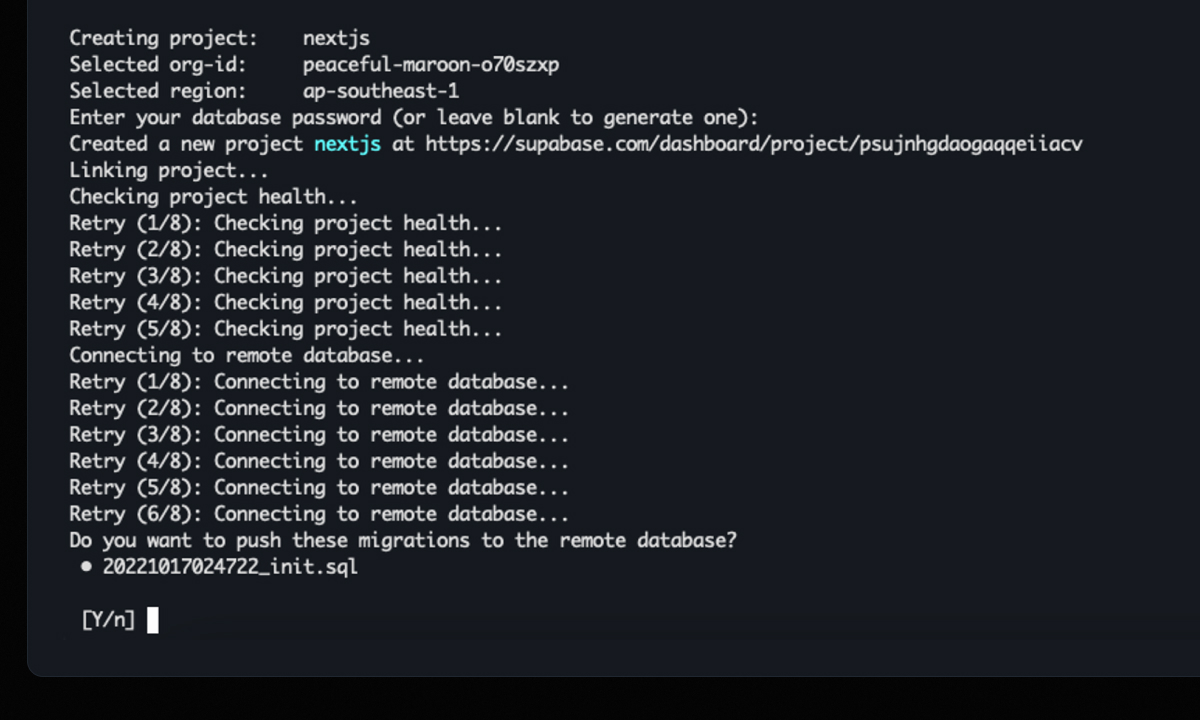 Creating project:    nextjs
Selected org-id:     peaceful-maroon-o70szxp
Selected region:     ap-southeast-1
Enter your database password (or leave blank to generate one):
Created a new project nextjs at https://supabase.com/dashboard/project/psujnhgdaogaqqeiiacv
Linking project...
Checking project health...
Retry (1/8): Checking project health...
Retry (2/8): Checking project health...
Retry (3/8): Checking project health...
Retry (4/8): Checking project health...
Retry (5/8): Checking project health...
Connecting to remote database...
Retry (1/8): Connecting to remote database...
Retry (2/8): Connecting to remote database...
Retry (3/8): Connecting to remote database...
Retry (4/8): Connecting to remote database...
Retry (5/8): Connecting to remote database...
Retry (6/8): Connecting to remote database...
Do you want to push these migrations to the remote database?
• 20221017024722_init.sql
[Y/n]